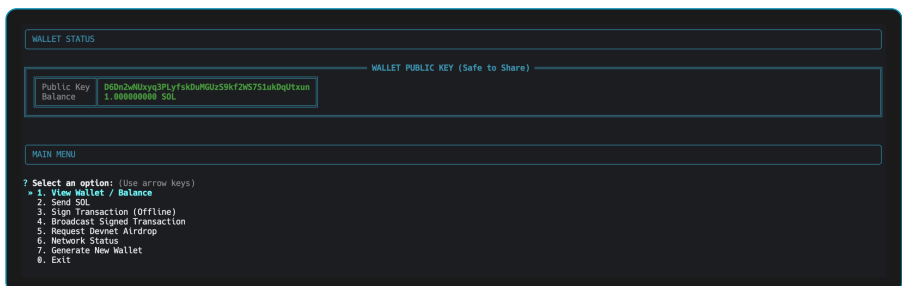 WALLET STATUS
WALLET PUBLIC KEY (Safe to Share)
Public Key D6Dn2wNUxyq3PLyfskDuMGUzS9kf2WS7S1ukDqUtxun
Balance 1.000000000 SOL
MAIN MENU
? Select an option: (Use arrow keys)
» 1. View Wallet / Balance
2. Send SOL
3. Sign Transaction (Offline)
4. Broadcast Signed Transaction
5. Request Devnet Airdrop
6. Network Status
7. Generate New Wallet
0. Exit